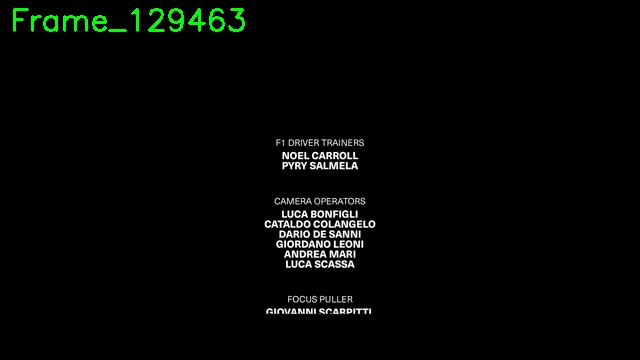 Frame_129463
F1 DRIVER TRAINERS
NOEL CARROLL
PYRY SALMELA
CAMERA OPERATORS
LUCA BONFIGLI
CATALDO COLANGELO
DARIO DE SANNI
GIORDANO LEONI
ANDREA MARI
LUCA SCASSA
FOCUS PULLER
GIOVANNI SCARPITTI